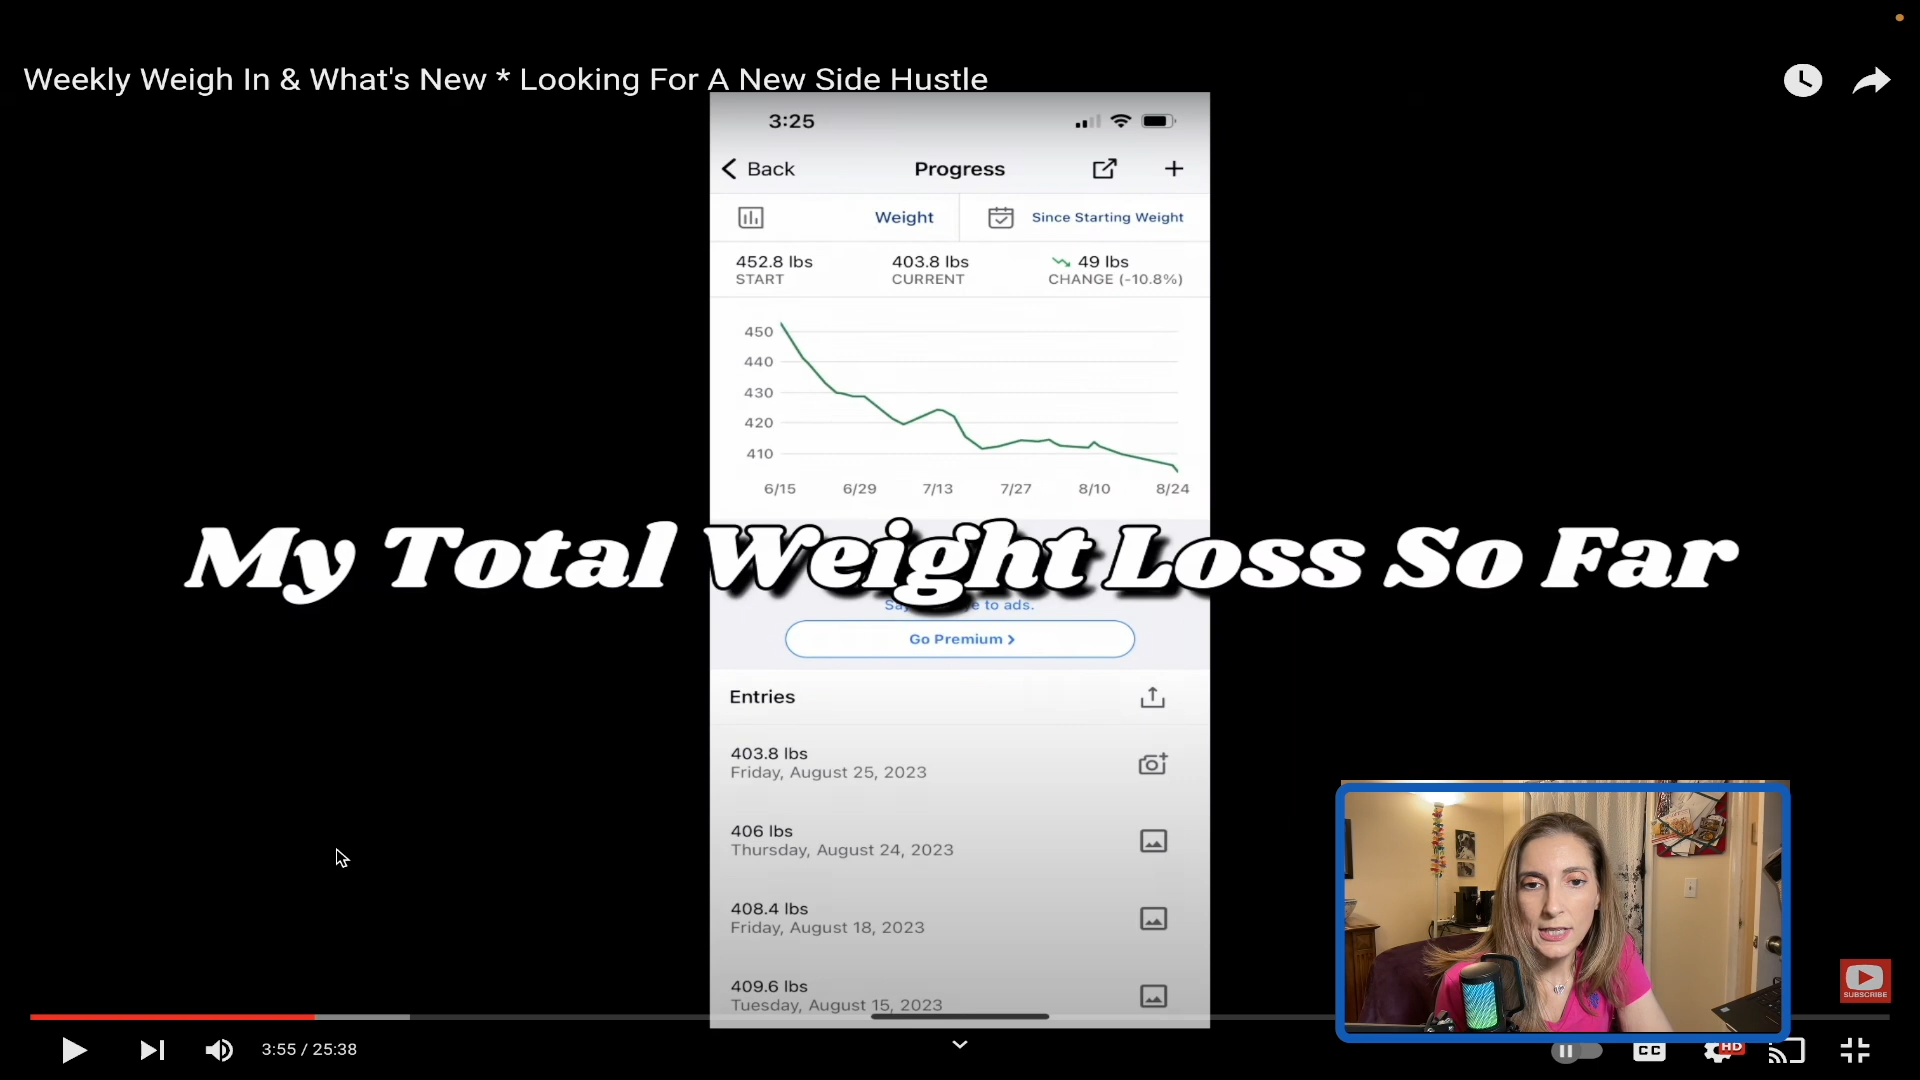 Weekly Weigh In & What's New * Looking For A New Side Hustle
3:25
Back
Progress
Weight
Since Starting Weight
452.8 lbs
START
403.8 lbs
CURRENT
49 lbs
CHANGE (-10.8%)
450
440
430
420
410
6/15 6/29 7/13 7/27 8/10 8/24
My Total Weight Loss So Far
to ads.
Go Premium >
Entries
403.8 lbs
Friday, August 25, 2023
406 lbs
Thursday, August 24, 2023
408.4 lbs
Friday, August 18, 2023
409.6 lbs
Tuesday, August 15, 2023
SUBSCRIBE
3:55 / 25:38
CC
HD